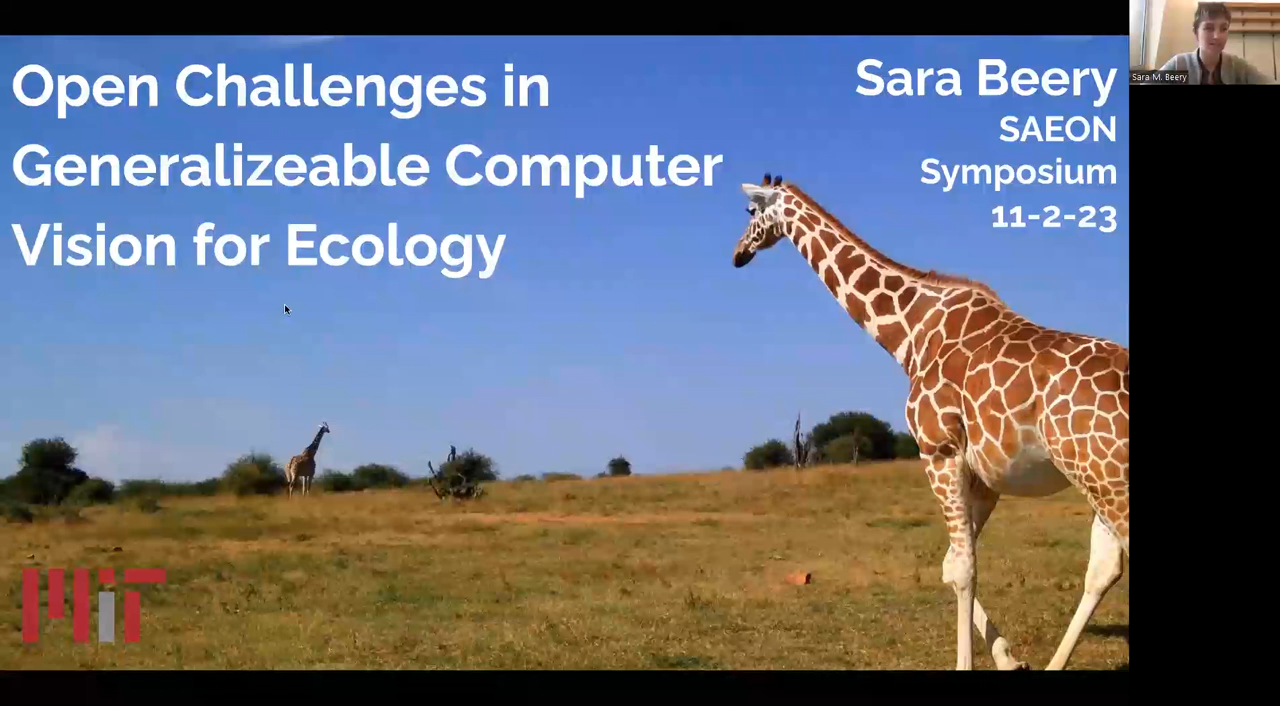 Open Challenges in
Generalizeable Computer
Vision for Ecology
Sara Beery
SAEON
Symposium
11-2-23
Sara M. Beery
MIT